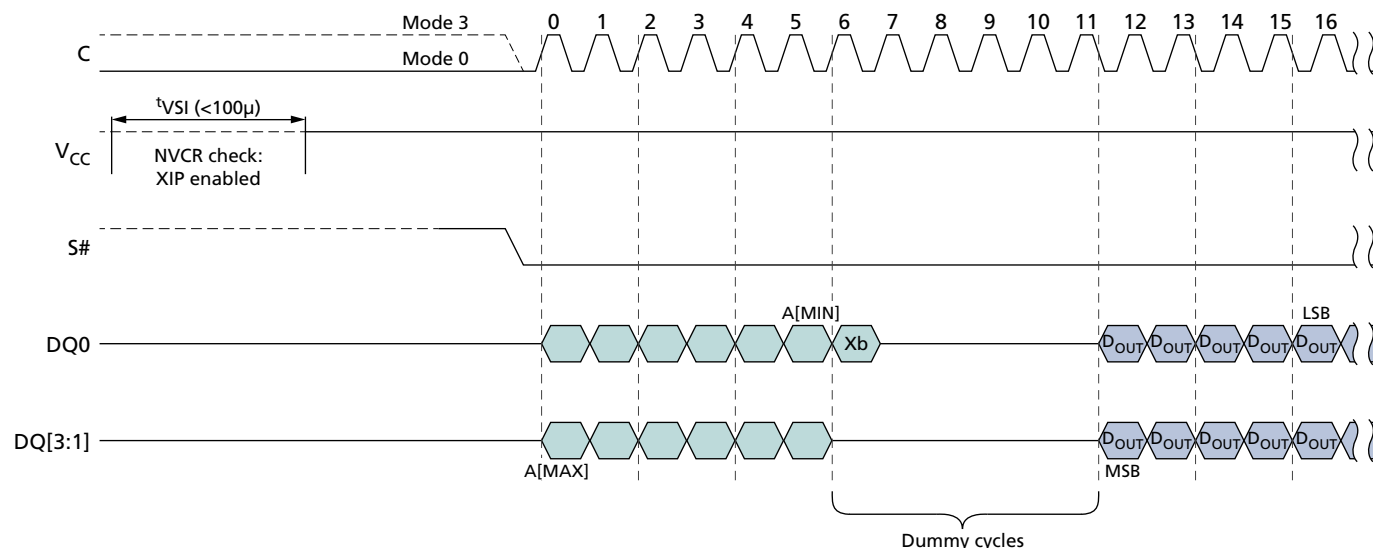 Mode 3 0 1 2 3 4 5 6 7 8 9 10 11 12 13 14 15 16
C
Mode 0
tVSI (<100µ)
VCC
NVCR check:
XIP enabled
S#
A[MIN] LSB
DQ0 Xb DOUT DOUT DOUT DOUT DOUT
DQ[3:1] DOUT DOUT DOUT DOUT DOUT
A[MAX] MSB
Dummy cycles